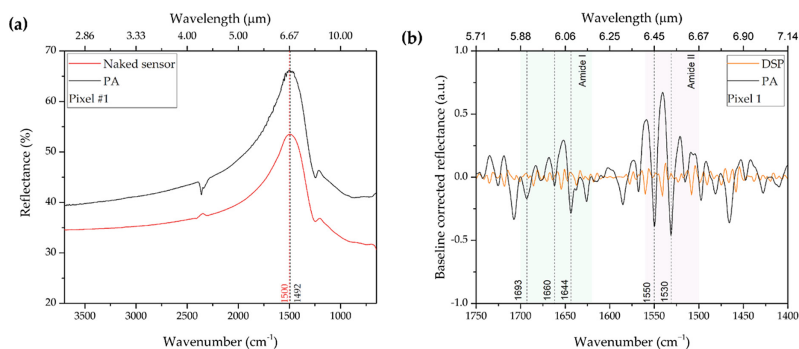 (a)
Wavelength (µm)
2.86 3.33 4.00 5.00 6.67 10.00
70
60
50
40
30
20
Reflectance (%)
Naked sensor
PA
Pixel #1
1500
1492
3500 3000 2500 2000 1500 1000
Wavenumber (cm⁻¹)
(b)
Wavelength (µm)
5.71 5.88 6.06 6.25 6.45 6.67 6.90 7.14
1.0
0.5
0.0
-0.5
-1.0
Baseline corrected reflectance (a.u.)
Amide I
Amide II
DSP
PA
Pixel 1
1693
1660
1644
1550
1530
1750 1700 1650 1600 1550 1500 1450 1400
Wavenumber (cm⁻¹)